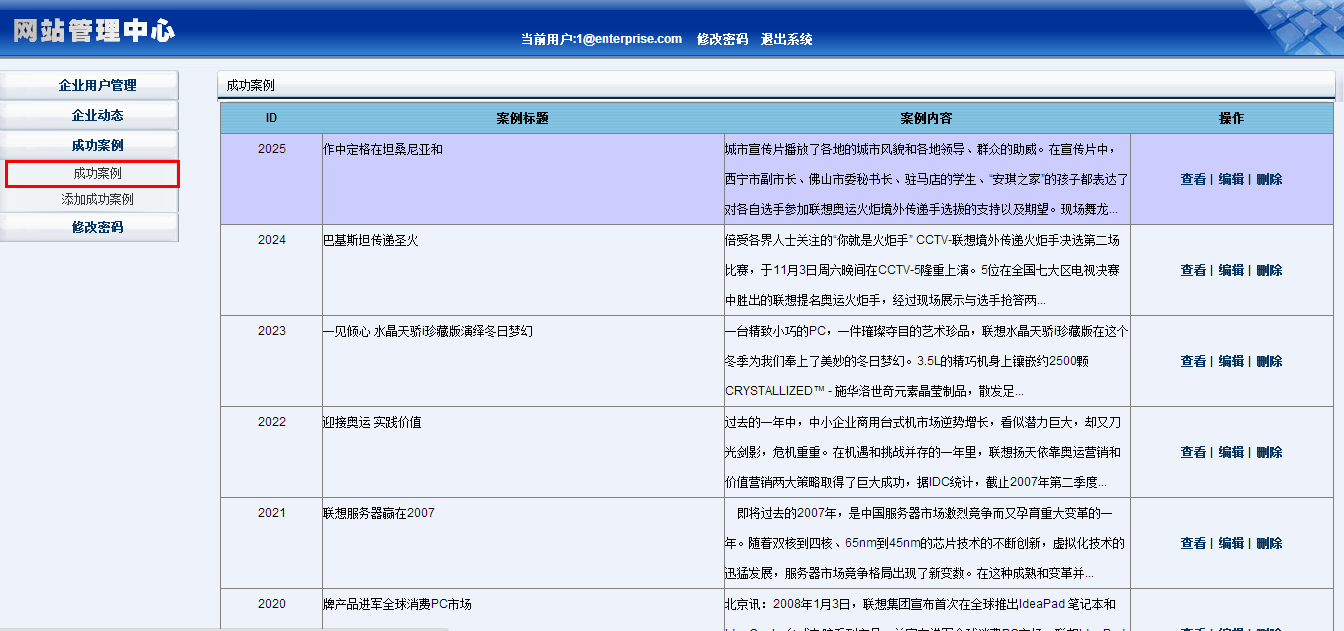 网站管理中心
当前用户:1@enterprise.com 修改密码 退出系统
企业用户管理
企业动态
成功案例
成功案例
添加成功案例
修改密码
成功案例
ID 案例标题 案例内容 操作
2025 作中定格在坦桑尼亚和 城市宣传片播放了各地的城市风貌和各地领导、群众的助威。在宣传片中，
西宁市副市长、佛山市委秘书长、驻马店的学生、“安琪之家”的孩子都表达了 查看 | 编辑 | 删除
对各自选手参加联想奥运火炬境外传递手选拔的支持以及期望。现场舞龙...
2024 巴基斯坦传递圣火 倍受各界人士关注的“你就是火炬手” CCTV-联想境外传递火炬手决选第二场
比赛，于11月3日周六晚间在CCTV-5隆重上演。5位在全国七大区电视决赛 查看 | 编辑 | 删除
中胜出的联想提名奥运火炬手，经过现场展示与选手抢答两...
2023 一见倾心 水晶天骄i珍藏版演绎冬日梦幻 一台精致小巧的PC，一件璀璨夺目的艺术珍品，联想水晶天骄i珍藏版在这个
冬季为我们奉上了美妙的冬日梦幻。3.5L的精巧机身上镶嵌约2500颗 查看 | 编辑 | 删除
CRYSTALLIZED™ - 施华洛世奇元素晶莹制品，散发足...
2022 迎接奥运 实践价值 过去的一年中，中小企业商用台式机市场逆势增长，看似潜力巨大，却又刀
光剑影，危机重重。在机遇和挑战并存的一年里，联想扬天依靠奥运营销和 查看 | 编辑 | 删除
价值营销两大策略取得了巨大成功，据IDC统计，截止2007年第二季度...
2021 联想服务器赢在2007 即将过去的2007年，是中国服务器市场激烈竞争而又孕育重大变革的一
年。随着双核到四核、65nm到45nm的芯片技术的不断创新，虚拟化技术的 查看 | 编辑 | 删除
迅猛发展，服务器市场竞争格局出现了新变数。在这种成熟和变革并...
2020 牌产品进军全球消费PC市场 北京讯：2008年1月3日，联想集团宣布首次在全球推出IdeaPad 笔记本和